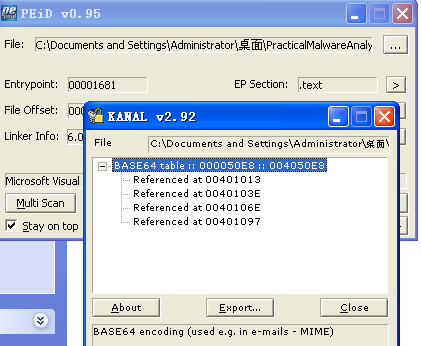 PEiD v0.95
File: C:\Documents and Settings\Administrator\桌面\PracticalMalwareAnaly ...
Entrypoint: 00001681 EP Section: .text >
File Offset:
Linker Info: 6.0
Microsoft Visual
Multi Scan
Stay on top
KANAL v2.92
File C:\Documents and Settings\Administrator\桌面\
BASE64 table :: 000050E8 :: 004050E8
Referenced at 00401013
Referenced at 0040103E
Referenced at 0040106E
Referenced at 00401097
About Export... Close
BASE64 encoding (used e.g. in e-mails - MIME)